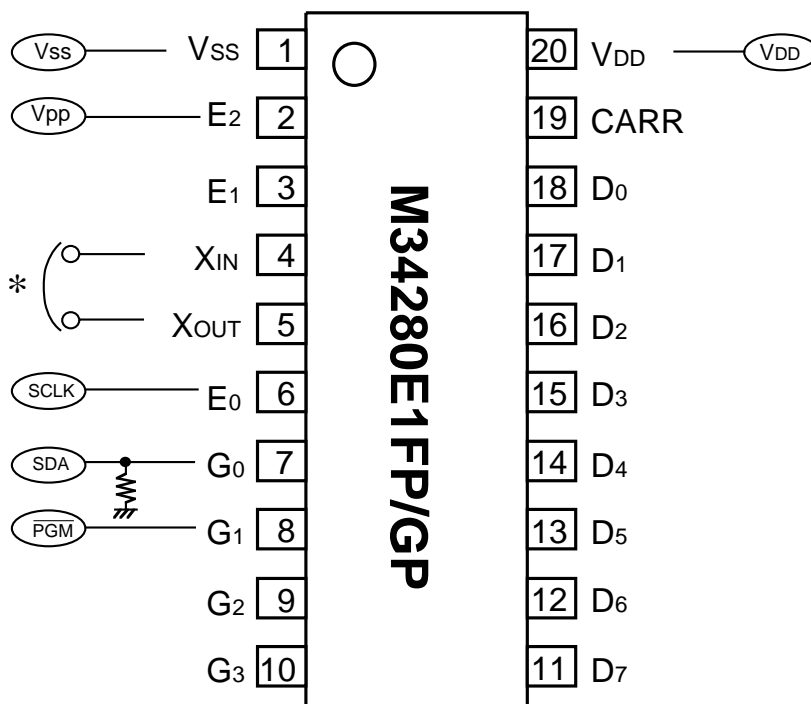 Vss VSS 1 20 VDD VDD
Vpp E2 2 19 CARR
E1 3 18 D0
* XIN 4 17 D1
XOUT 5 16 D2
SCLK E0 6 15 D3
SDA G0 7 14 D4
PGM G1 8 13 D5
G2 9 12 D6
G3 10 11 D7
M34280E1FP/GP